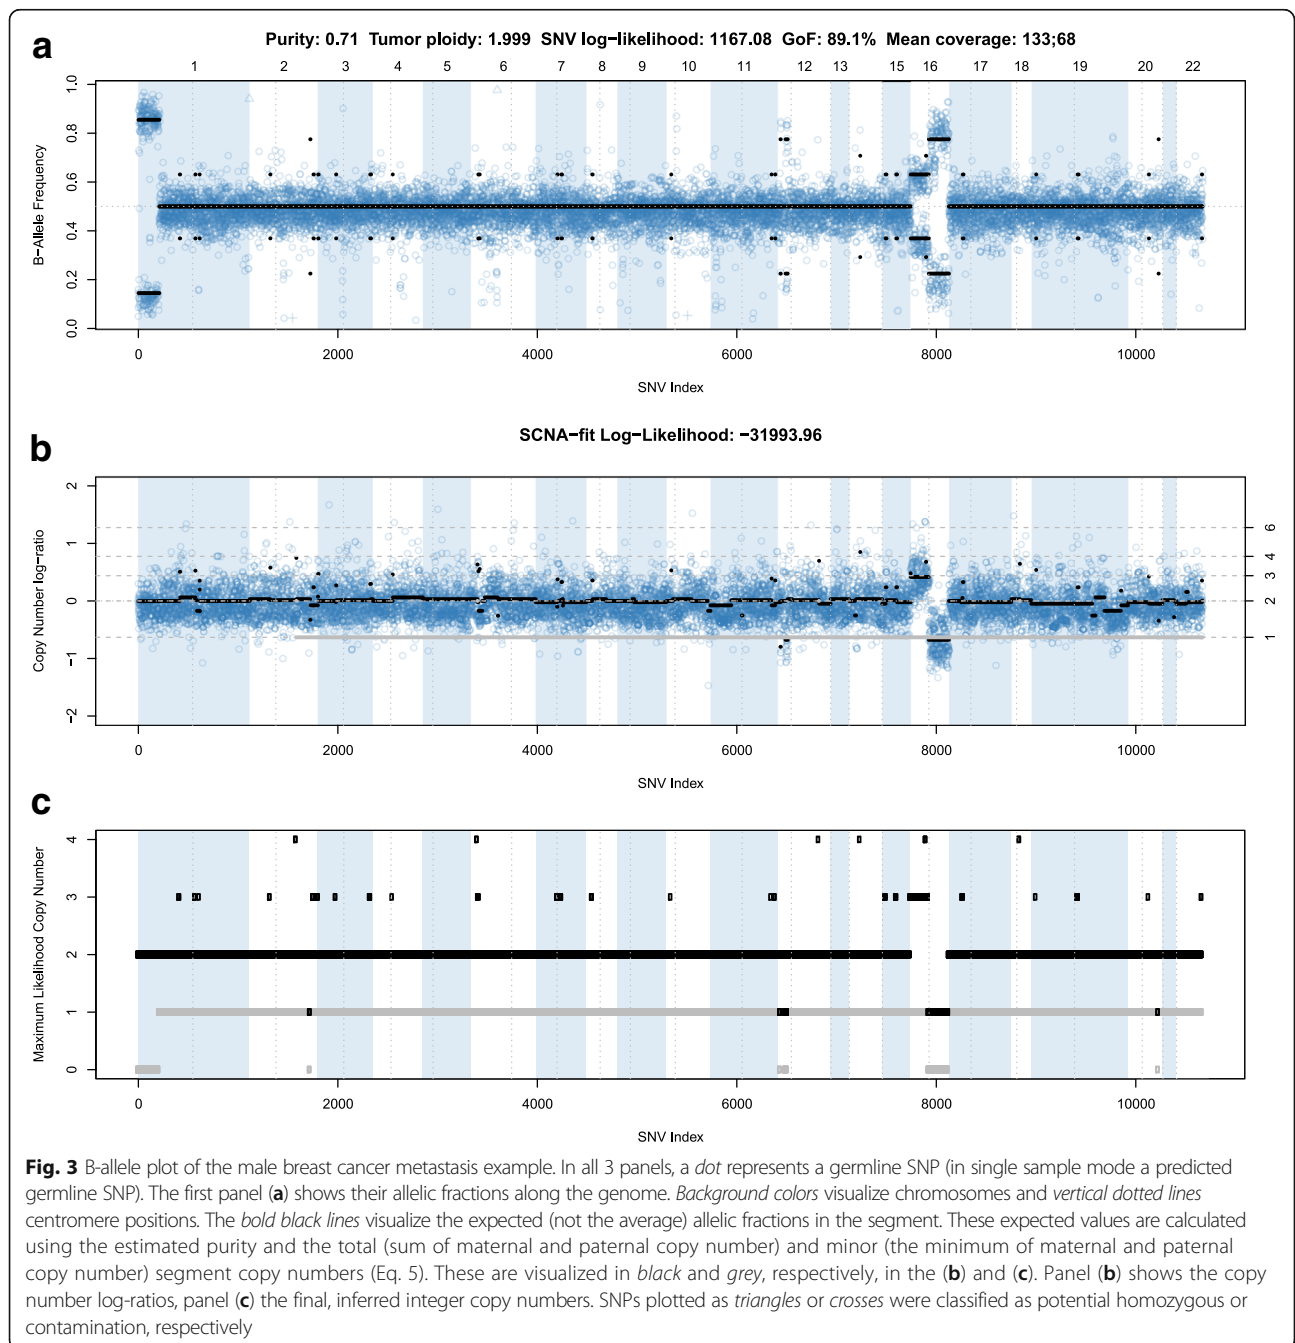 a
Purity: 0.71 Tumor ploidy: 1.999 SNV log−likelihood: 1167.08 GoF: 89.1% Mean coverage: 133;68
1 2 3 4 5 6 7 8 9 10 11 12 13 15 16 17 18 19 20 22
B−Allele Frequency
1.0
0.8
0.6
0.4
0.2
0.0
0 2000 4000 6000 8000 10000
SNV Index
b
SCNA−fit Log−Likelihood: −31993.96
Copy Number log−ratio
2
1
0
−1
−2
6
4
3
2
1
0 2000 4000 6000 8000 10000
SNV Index
c
Maximum Likelihood Copy Number
4
3
2
1
0
0 2000 4000 6000 8000 10000
SNV Index
Fig. 3 B-allele plot of the male breast cancer metastasis example. In all 3 panels, a dot represents a germline SNP (in single sample mode a predicted
germline SNP). The first panel (a) shows their allelic fractions along the genome. Background colors visualize chromosomes and vertical dotted lines
centromere positions. The bold black lines visualize the expected (not the average) allelic fractions in the segment. These expected values are calculated
using the estimated purity and the total (sum of maternal and paternal copy number) and minor (the minimum of maternal and paternal
copy number) segment copy numbers (Eq. 5). These are visualized in black and grey, respectively, in the (b) and (c). Panel (b) shows the copy
number log-ratios, panel (c) the final, inferred integer copy numbers. SNPs plotted as triangles or crosses were classified as potential homozygous or
contamination, respectively